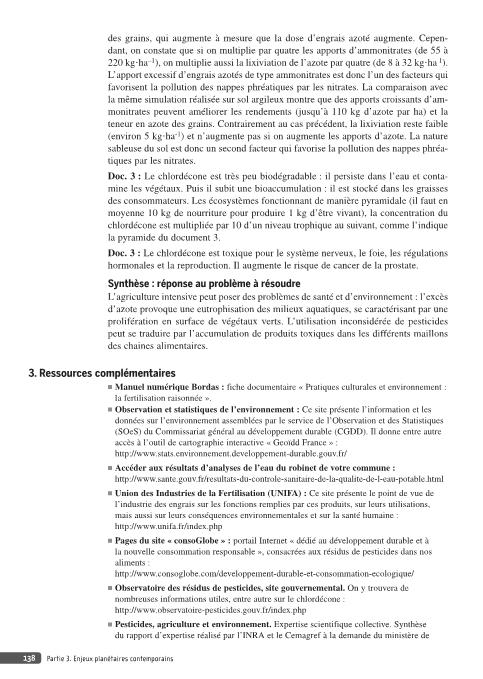 des grains, qui augmente à mesure que la dose d'engrais azoté augmente. Cepen-
dant, on constate que si on multiplie par quatre les apports d'ammonitrates (de 55 à
220 kg·ha⁻¹), on multiplie aussi la lixiviation de l'azote par quatre (de 8 à 32 kg·ha⁻¹).
L'apport excessif d'engrais azotés de type ammonitrates est donc l'un des facteurs qui
favorisent la pollution des nappes phréatiques par les nitrates. La comparaison avec
la même simulation réalisée sur sol argileux montre que des apports croissants d'am-
monitrates peuvent améliorer les rendements (jusqu'à 110 kg d'azote par ha) et la
teneur en azote des grains. Contrairement au cas précédent, la lixiviation reste faible
(environ 5 kg·ha⁻¹) et n'augmente pas si on augmente les apports d'azote. La nature
sableuse du sol est donc un second facteur qui favorise la pollution des nappes phréa-
tiques par les nitrates.
Doc. 3 : Le chlordécone est très peu biodégradable : il persiste dans l'eau et conta-
mine les végétaux. Puis il subit une bioaccumulation : il est stocké dans les graisses
des consommateurs. Les écosystèmes fonctionnant de manière pyramidale (il faut en
moyenne 10 kg de nourriture pour produire 1 kg d'être vivant), la concentration du
chlordécone est multipliée par 10 d'un niveau trophique au suivant, comme l'indique
la pyramide du document 3.
Doc. 3 : Le chlordécone est toxique pour le système nerveux, le foie, les régulations
hormonales et la reproduction. Il augmente le risque de cancer de la prostate.
Synthèse : réponse au problème à résoudre
L'agriculture intensive peut poser des problèmes de santé et d'environnement : l'excès
d'azote provoque une eutrophisation des milieux aquatiques, se caractérisant par une
prolifération en surface de végétaux verts. L'utilisation inconsidérée de pesticides
peut se traduire par l'accumulation de produits toxiques dans les différents maillons
des chaines alimentaires.
3. Ressources complémentaires
■ Manuel numérique Bordas : fiche documentaire « Pratiques culturales et environnement :
la fertilisation raisonnée ».
■ Observation et statistiques de l'environnement : Ce site présente l'information et les
données sur l'environnement assemblées par le service de l'Observation et des Statistiques
(SOeS) du Commissariat général au développement durable (CGDD). Il donne entre autre
accès à l'outil de cartographie interactive « Geoïdd France » :
http://www.stats.environnement.developpement-durable.gouv.fr/
■ Accéder aux résultats d'analyses de l'eau du robinet de votre commune :
http://www.sante.gouv.fr/resultats-du-controle-sanitaire-de-la-qualite-de-l-eau-potable.html
■ Union des Industries de la Fertilisation (UNIFA) : Ce site présente le point de vue de
l'industrie des engrais sur les fonctions remplies par ces produits, sur leurs utilisations,
mais aussi sur leurs conséquences environnementales et sur la santé humaine :
http://www.unifa.fr/index.php
■ Pages du site « consoGlobe » : portail Internet « dédié au développement durable et à
la nouvelle consommation responsable », consacrées aux résidus de pesticides dans nos
aliments :
http://www.consoglobe.com/developpement-durable-et-consommation-ecologique/
■ Observatoire des résidus de pesticides, site gouvernemental. On y trouvera de
nombreuses informations utiles, entre autre sur le chlordécone :
http://www.observatoire-pesticides.gouv.fr/index.php
■ Pesticides, agriculture et environnement. Expertise scientifique collective. Synthèse
du rapport d'expertise réalisé par l'INRA et le Cemagref à la demande du ministère de
138 Partie 3. Enjeux planétaires contemporains